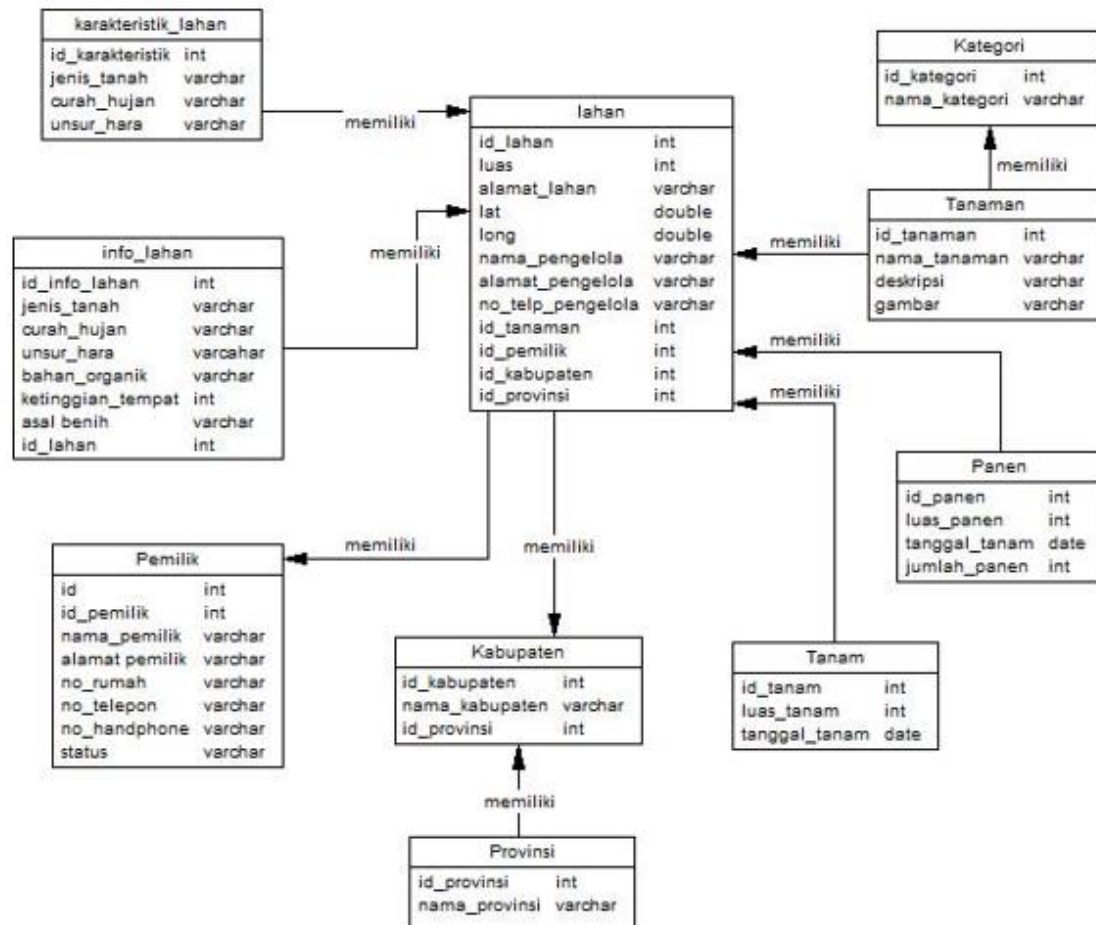 karakteristik_lahan
id_karakteristik int
jenis_tanah varchar
curah_hujan varchar
unsur_hara varchar
memiliki
lahan
id_lahan int
luas int
alamat_lahan varchar
lat double
long double
nama_pengelola varchar
alamat_pengelola varchar
no_telp_pengelola varchar
id_tanaman int
id_pemilik int
id_kabupaten int
id_provinsi int
Kategori
id_kategori int
nama_kategori varchar
memiliki
Tanaman
id_tanaman int
nama_tanaman varchar
deskripsi varchar
gambar varchar
memiliki
info_lahan
id_info_lahan int
jenis_tanah varchar
curah_hujan varchar
unsur_hara varcahar
bahan_organik varchar
ketinggian_tempat int
asal benih varchar
id_lahan int
memiliki
memiliki
memiliki
Panen
id_panen int
luas_panen int
tanggal_tanam date
jumlah_panen int
memiliki
memiliki
Pemilik
id int
id_pemilik int
nama_pemilik varchar
alamat pemilik varchar
no_rumah varchar
no_telepon varchar
no_handphone varchar
status varchar
Kabupaten
id_kabupaten int
nama_kabupaten varchar
id_provinsi int
Tanam
id_tanam int
luas_tanam int
tanggal_tanam date
memiliki
Provinsi
id_provinsi int
nama_provinsi varchar